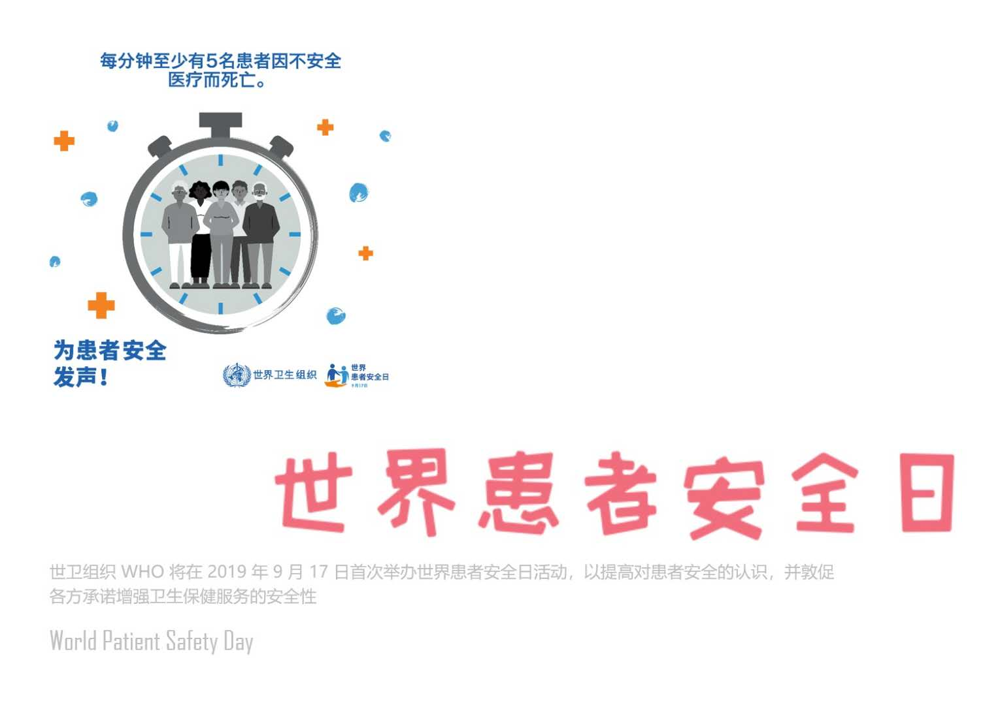 每分钟至少有5名患者因不安全
医疗而死亡。
为患者安全
发声！
世界卫生组织
世界
患者安全日
9月17日
世界患者安全日
世卫组织 WHO 将在 2019 年 9 月 17 日首次举办世界患者安全日活动，以提高对患者安全的认识，并敦促
各方承诺增强卫生保健服务的安全性
World Patient Safety Day